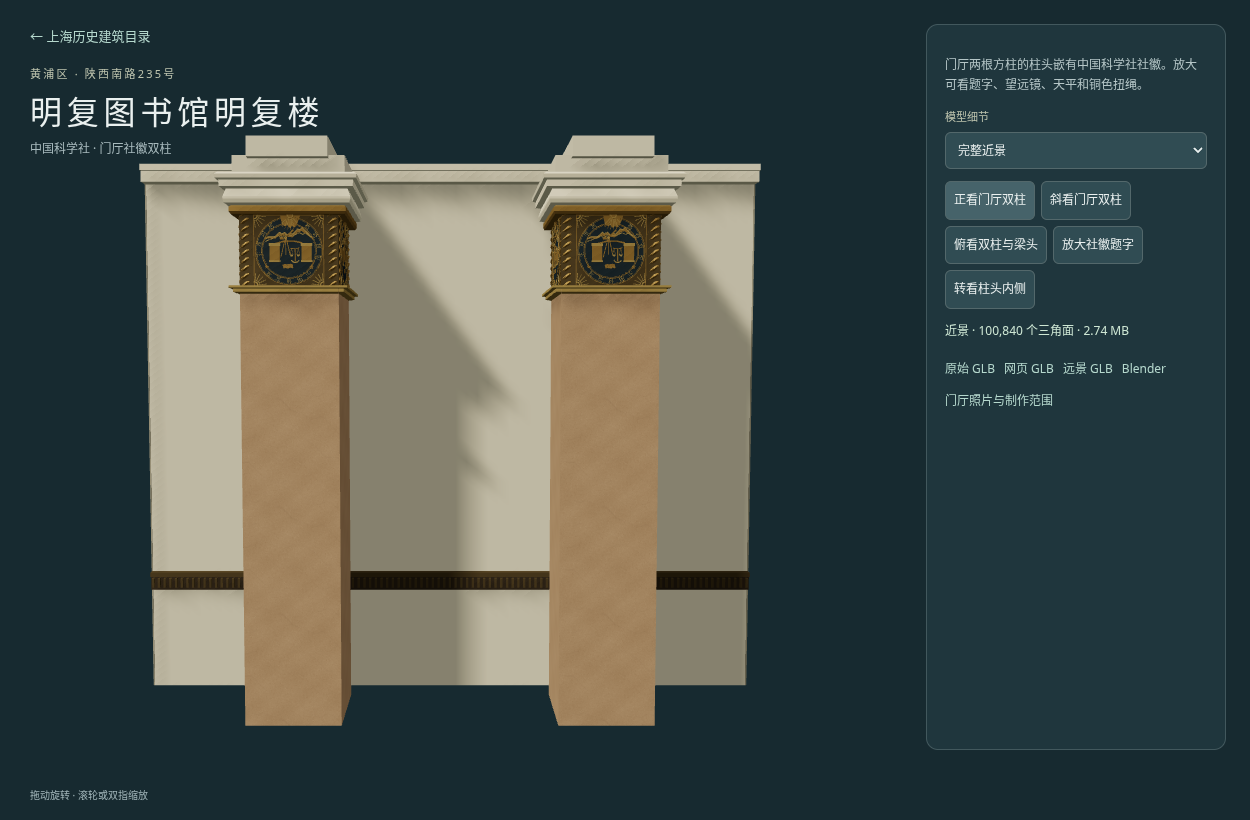 ← 上海历史建筑目录
黄浦区 · 陕西南路235号
明复图书馆明复楼
中国科学社 · 门厅社徽双柱
门厅两根方柱的柱头嵌有中国科学社社徽。放大
可看题字、望远镜、天平和铜色扭绳。
模型细节
完整近景
正看门厅双柱 斜看门厅双柱
俯看双柱与梁头 放大社徽题字
转看柱头内侧
近景 · 100,840 个三角面 · 2.74 MB
原始 GLB 网页 GLB 远景 GLB Blender
门厅照片与制作范围
拖动旋转 · 滚轮或双指缩放